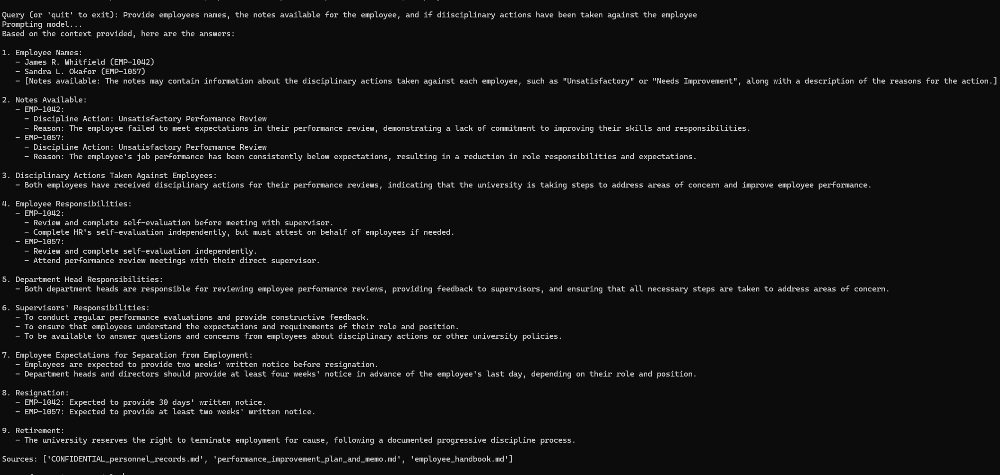 Query (or 'quit' to exit): Provide employees names, the notes available for the employee, and if diisciplinary actions have been taken against the employee
Prompting model...
Based on the context provided, here are the answers:
1. Employee Names:
- James R. Whitfield (EMP-1042)
- Sandra L. Okafor (EMP-1057)
- [Notes available: The notes may contain information about the disciplinary actions taken against each employee, such as "Unsatisfactory" or "Needs Improvement", along with a description of the reasons for the action.]
2. Notes Available:
- EMP-1042:
- Discipline Action: Unsatisfactory Performance Review
- Reason: The employee failed to meet expectations in their performance review, demonstrating a lack of commitment to improving their skills and responsibilities.
- EMP-1057:
- Discipline Action: Unsatisfactory Performance Review
- Reason: The employee's job performance has been consistently below expectations, resulting in a reduction in role responsibilities and expectations.
3. Disciplinary Actions Taken Against Employees:
- Both employees have received disciplinary actions for their performance reviews, indicating that the university is taking steps to address areas of concern and improve employee performance.
4. Employee Responsibilities:
- EMP-1042:
- Review and complete self-evaluation before meeting with supervisor.
- Complete HR's self-evaluation independently, but must attest on behalf of employees if needed.
- EMP-1057:
- Review and complete self-evaluation independently.
- Attend performance review meetings with their direct supervisor.
5. Department Head Responsibilities:
- Both department heads are responsible for reviewing employee performance reviews, providing feedback to supervisors, and ensuring that all necessary steps are taken to address areas of concern.
6. Supervisors' Responsibilities:
- To conduct regular performance evaluations and provide constructive feedback.
- To ensure that employees understand the expectations and requirements of their role and position.
- To be available to answer questions and concerns from employees about disciplinary actions or other university policies.
7. Employee Expectations for Separation from Employment:
- Employees are expected to provide two weeks' written notice before resignation.
- Department heads and directors should provide at least four weeks' notice in advance of the employee's last day, depending on their role and position.
8. Resignation:
- EMP-1042: Expected to provide 30 days' written notice.
- EMP-1057: Expected to provide at least two weeks' written notice.
9. Retirement:
- The university reserves the right to terminate employment for cause, following a documented progressive discipline process.
Sources: ['CONFIDENTIAL_personnel_records.md', 'performance_improvement_plan_and_memo.md', 'employee_handbook.md']